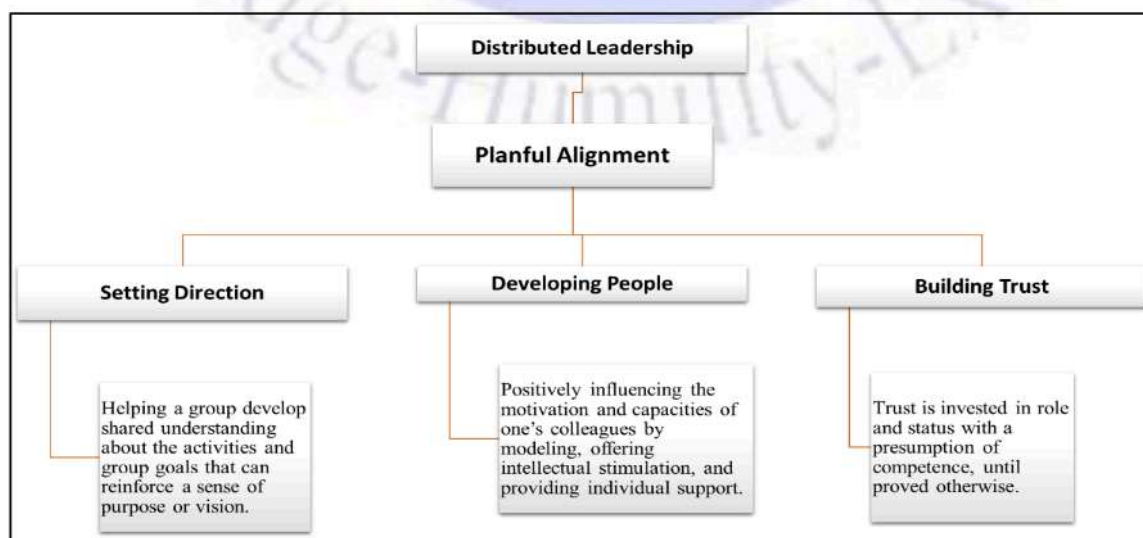 Distributed Leadership
Planful Alignment
Setting Direction
Developing People
Building Trust
Helping a group develop
shared understanding
about the activities and
group goals that can
reinforce a sense of
purpose or vision.
Positively influencing the
motivation and capacities of
one's colleagues by
modeling, offering
intellectual stimulation, and
providing individual support.
Trust is invested in role
and status with a
presumption of
competence, until
proved otherwise.